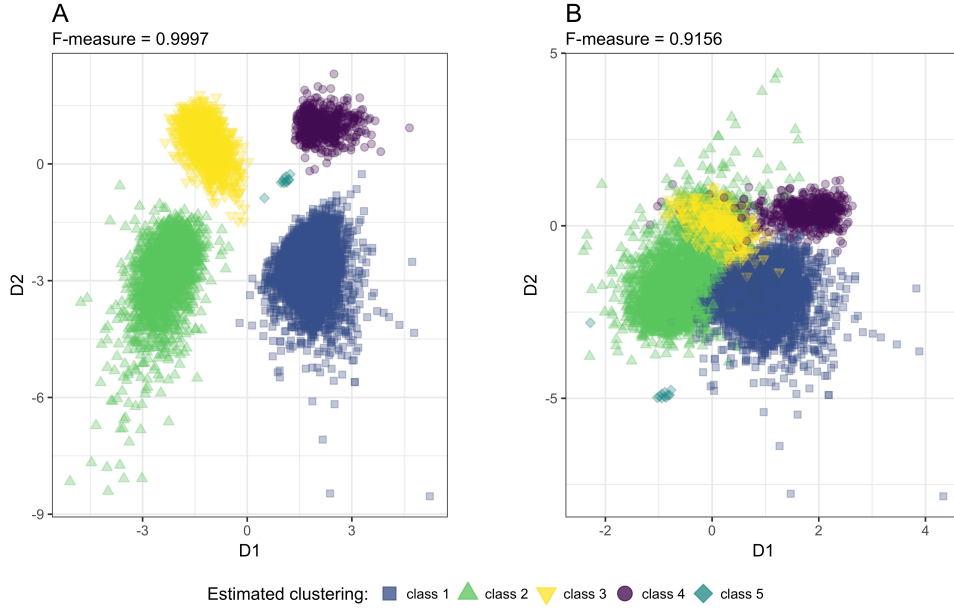 A
F-measure = 0.9997
D2
0
-3
-6
-9
-3
0
3
D1
B
F-measure = 0.9156
D2
5
0
-5
-2
0
2
4
D1
Estimated clustering: class 1 class 2 class 3 class 4 class 5